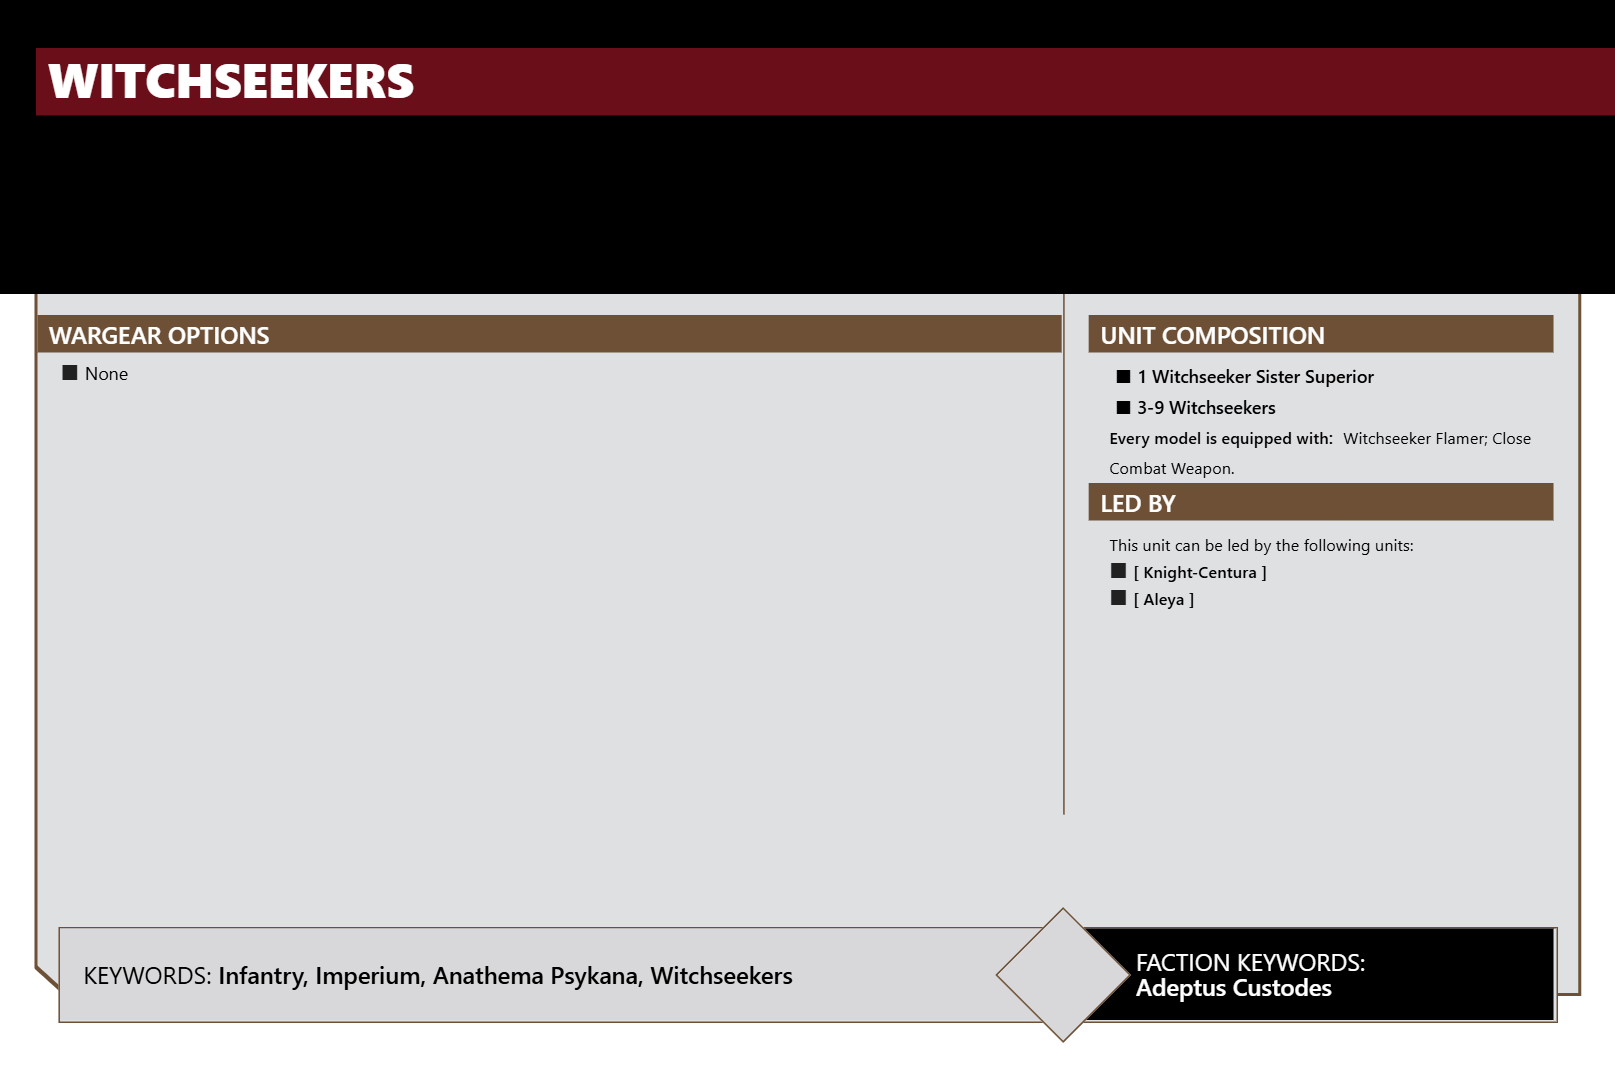 WITCHSEEKERS
WARGEAR OPTIONS
None
UNIT COMPOSITION
1 Witchseeker Sister Superior
3-9 Witchseekers
Every model is equipped with: Witchseeker Flamer; Close
Combat Weapon.
LED BY
This unit can be led by the following units:
[ Knight-Centura ]
[ Aleya ]
KEYWORDS: Infantry, Imperium, Anathema Psykana, Witchseekers
FACTION KEYWORDS:
Adeptus Custodes